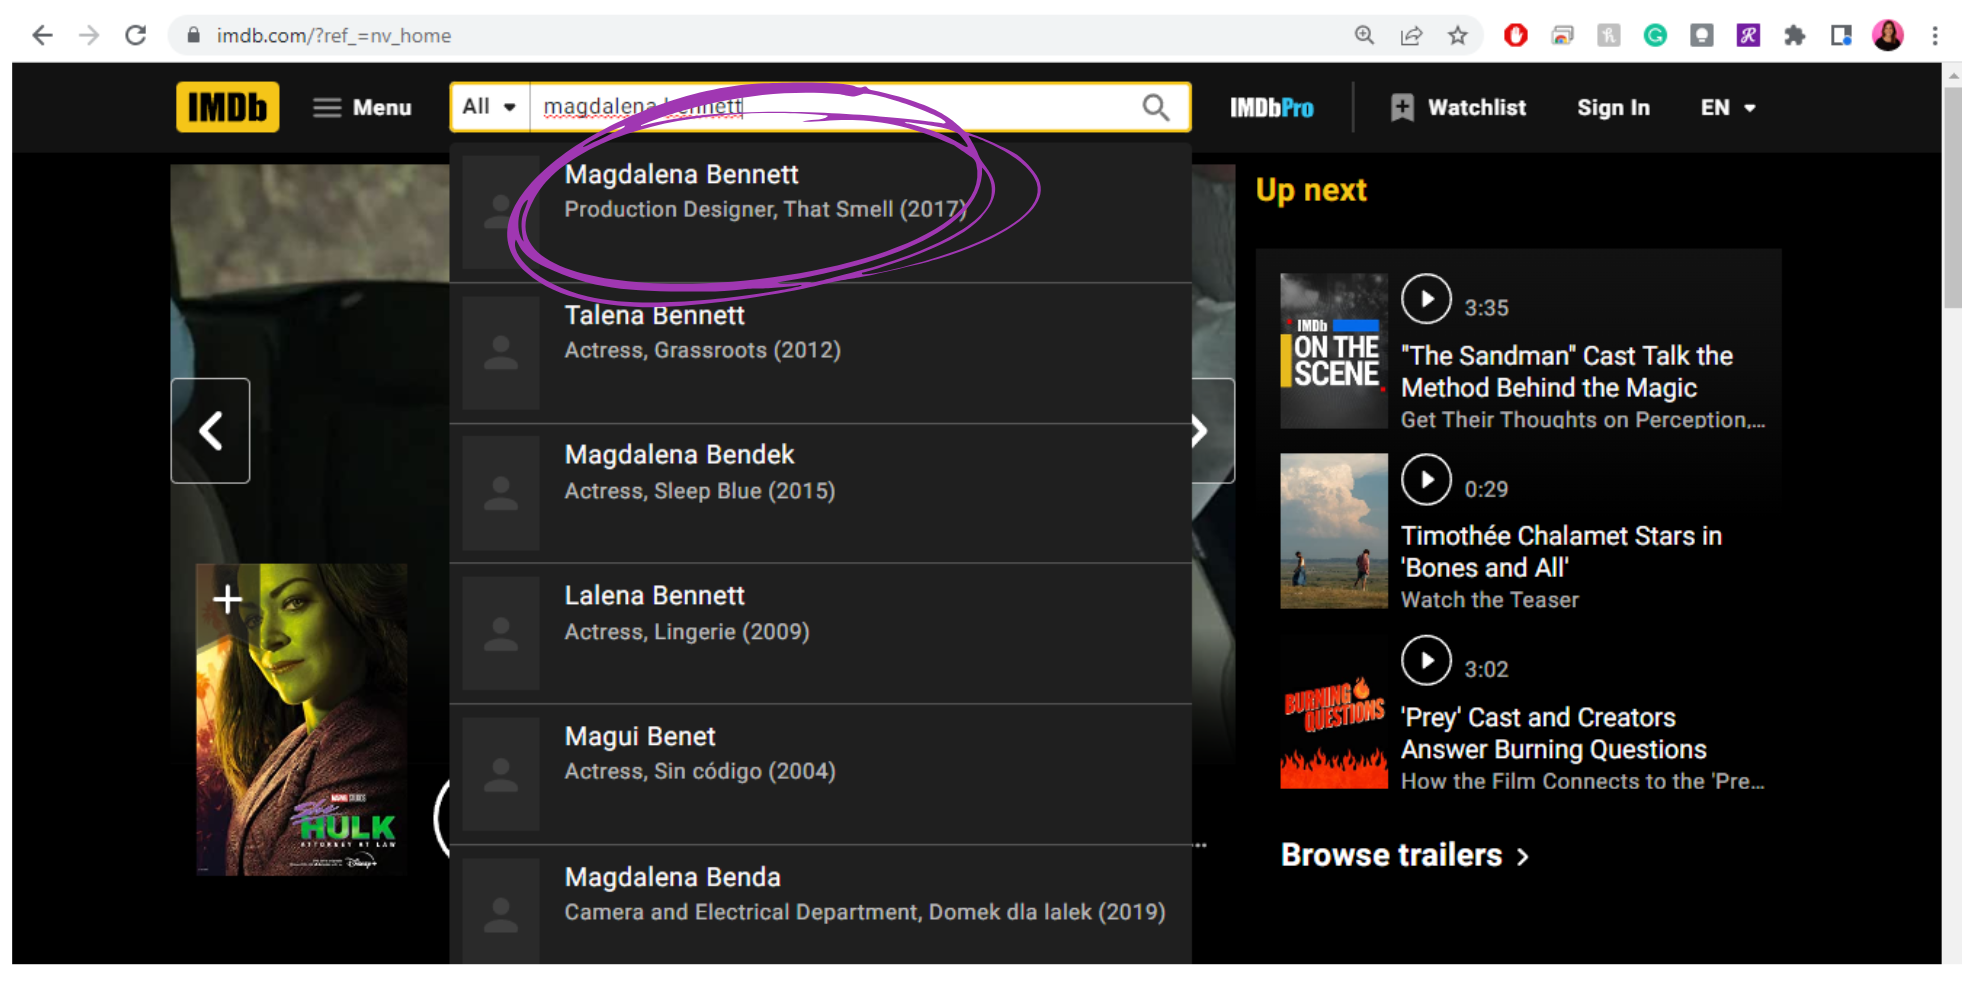 imdb.com/?ref_=nv_home
IMDb
Menu
All
magdalena bennett
IMDbPro
Watchlist
Sign In
EN
Magdalena Bennett
Production Designer, That Smell (2017)
Talena Bennett
Actress, Grassroots (2012)
Magdalena Bendek
Actress, Sleep Blue (2015)
Lalena Bennett
Actress, Lingerie (2009)
Magui Benet
Actress, Sin código (2004)
Magdalena Benda
Camera and Electrical Department, Domek dla lalek (2019)
She
HULK
ATTORNEY AT LAW
Disney+
Up next
IMDb
ON THE
SCENE
3:35
"The Sandman" Cast Talk the
Method Behind the Magic
Get Their Thoughts on Perception,...
0:29
Timothée Chalamet Stars in
'Bones and All'
Watch the Teaser
BURNING
QUESTIONS
3:02
'Prey' Cast and Creators
Answer Burning Questions
How the Film Connects to the 'Pre...
Browse trailers